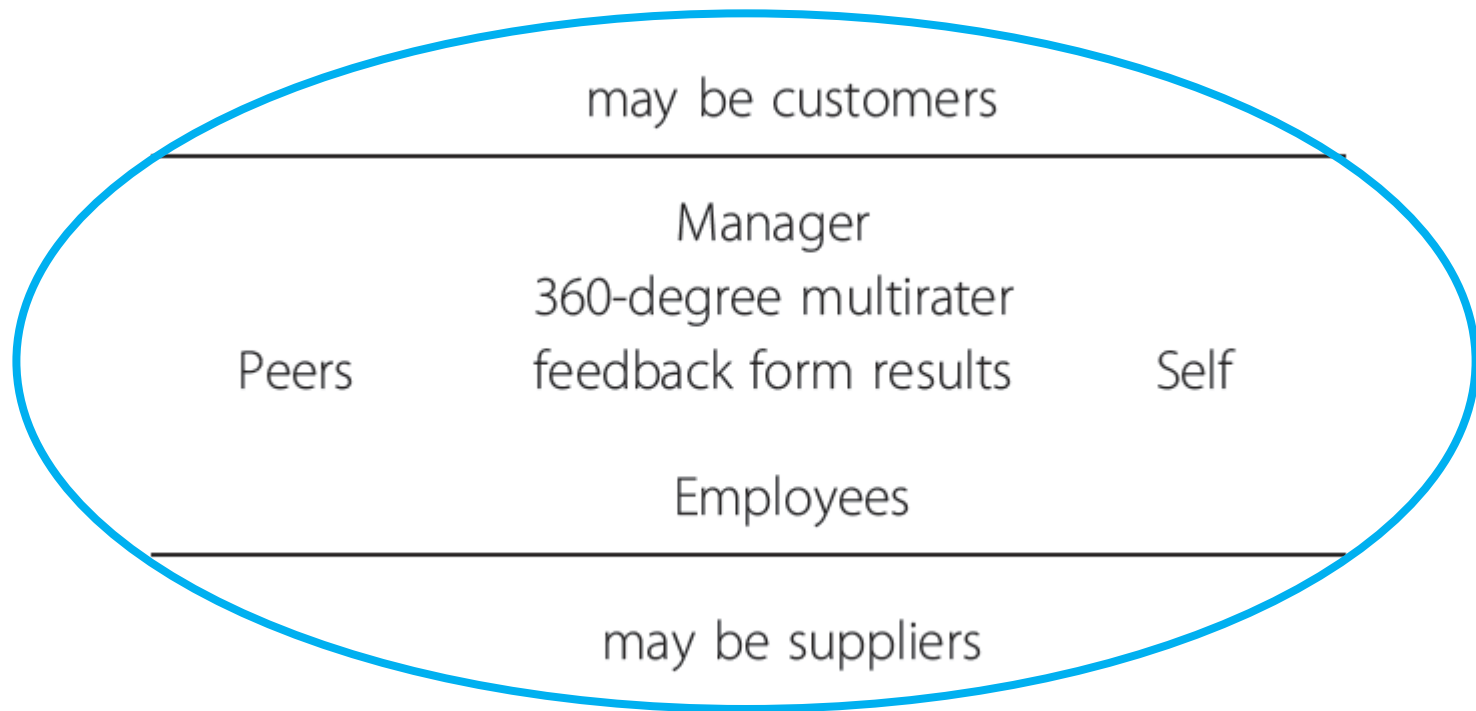 may be customers
Manager
360-degree multirater
Peers feedback form results Self
Employees
may be suppliers